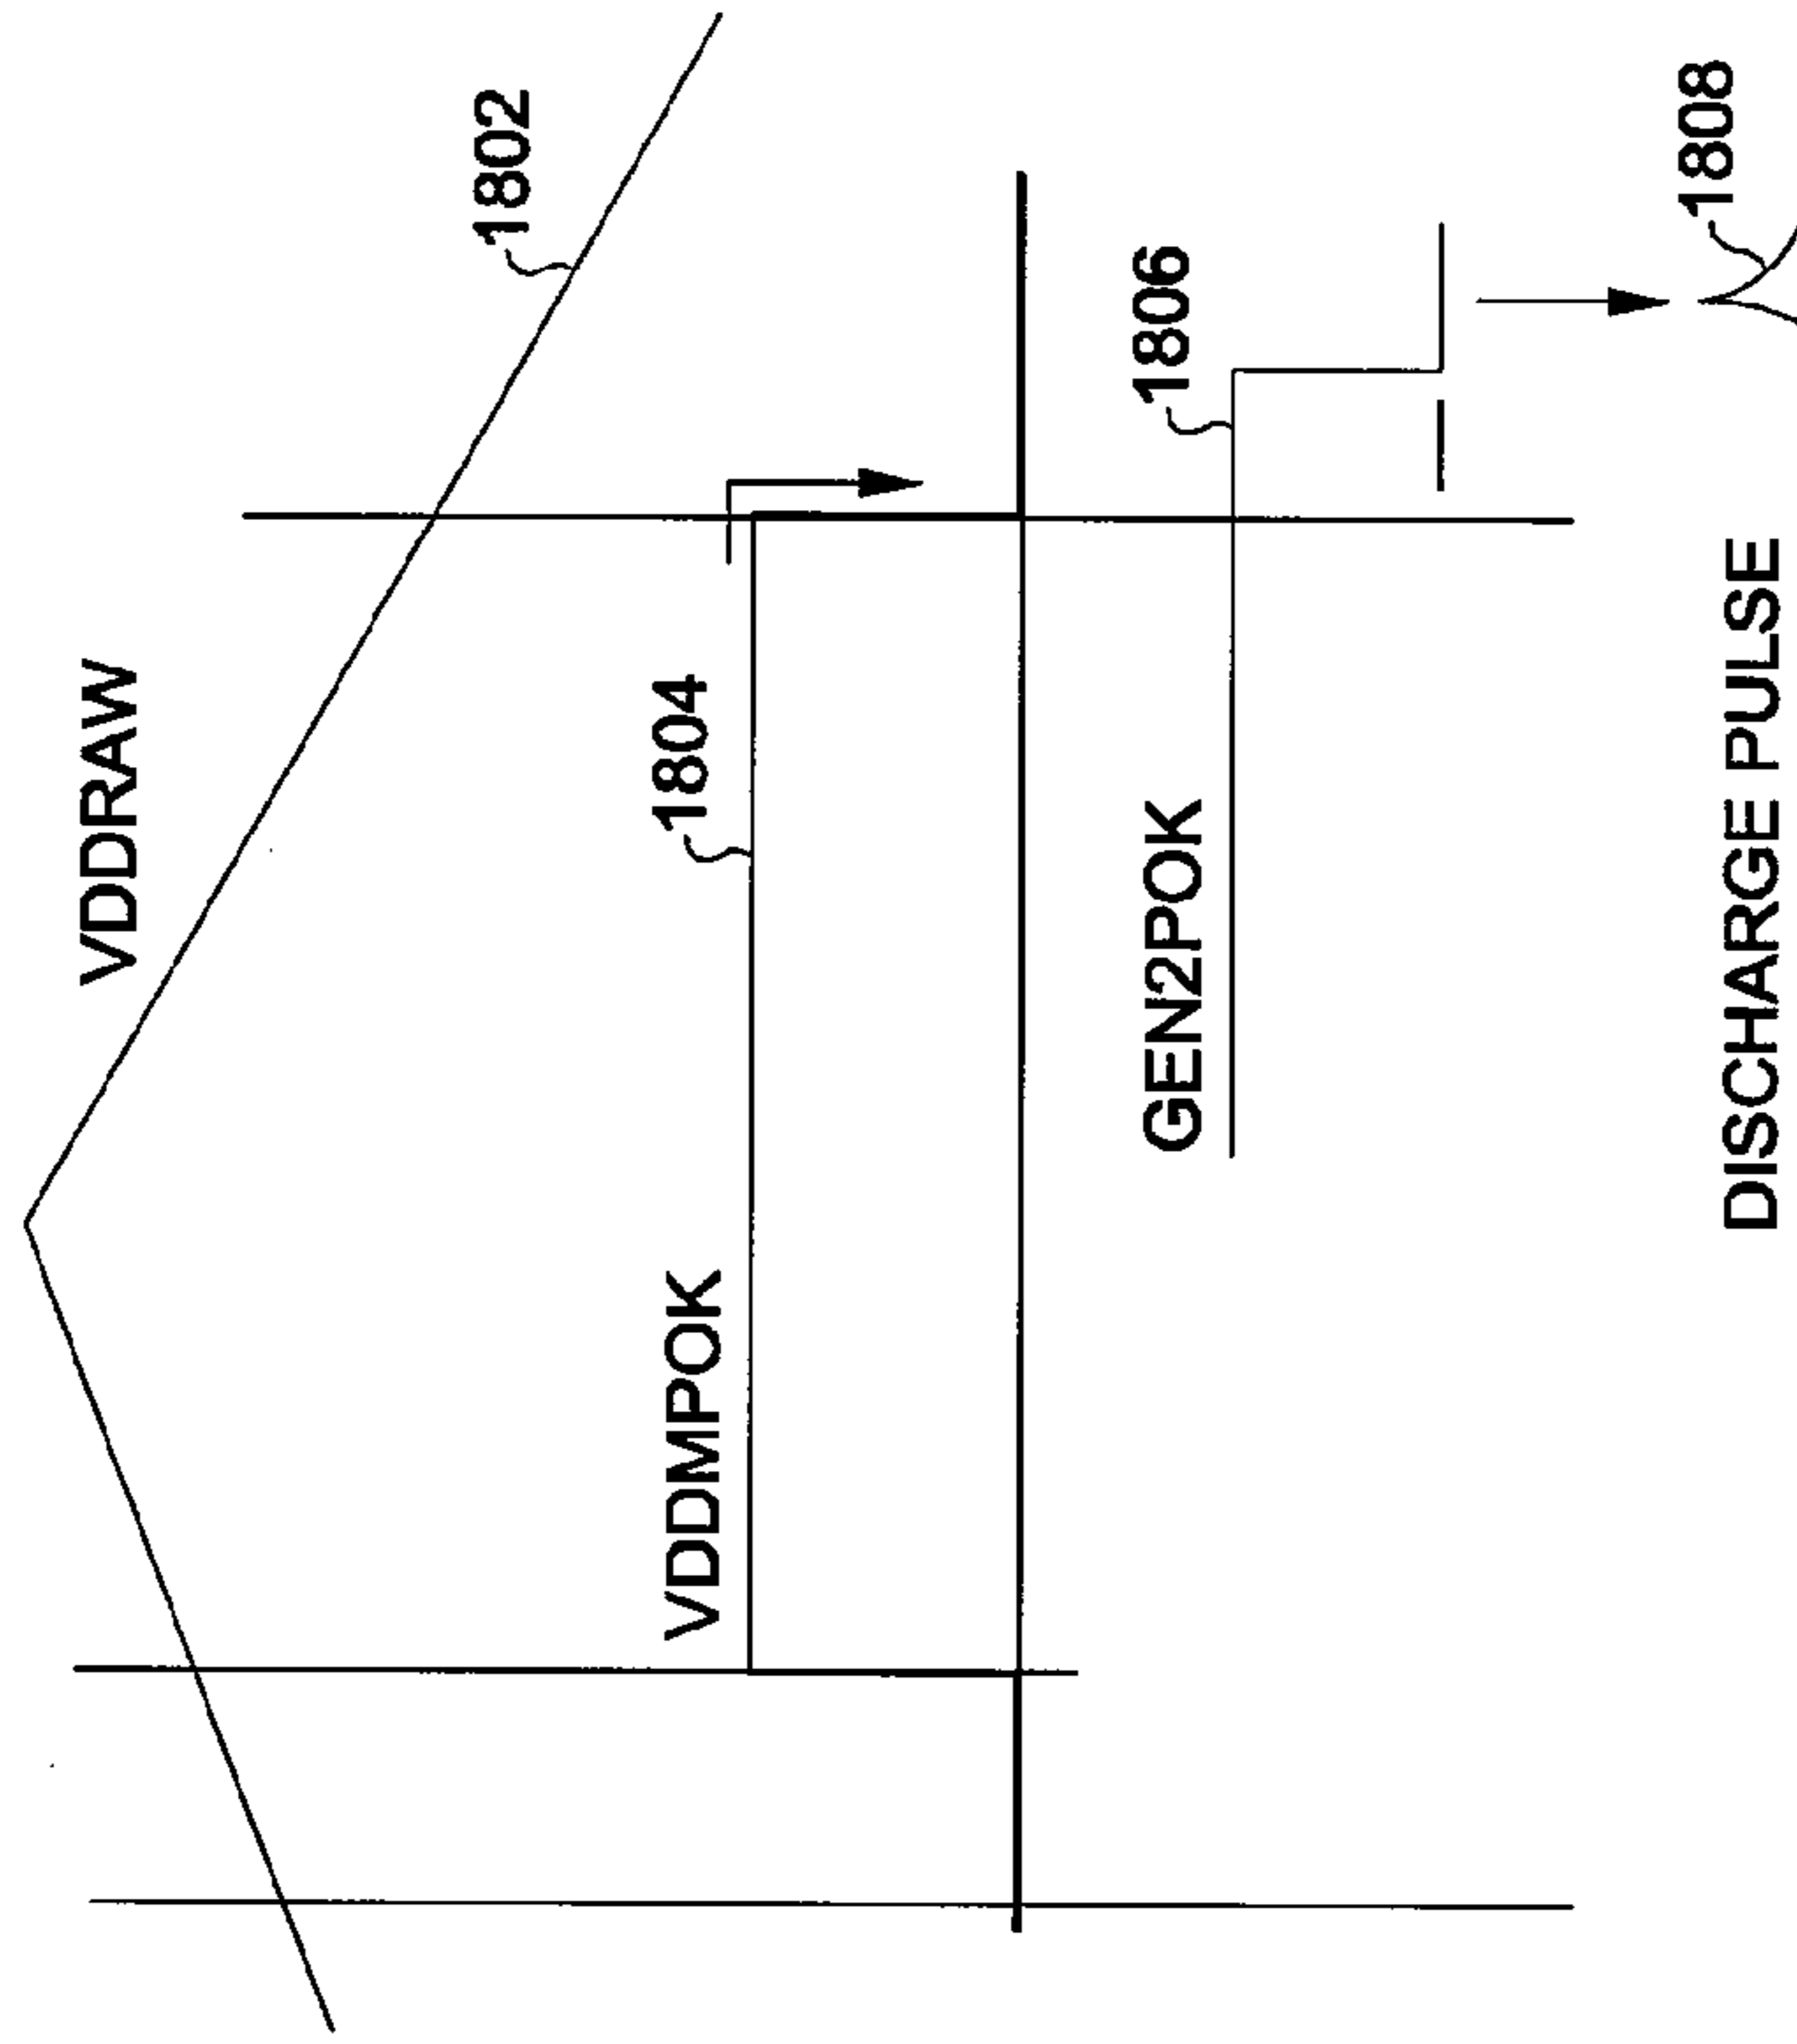 VDDRAW
1802
VDDMPOK
1804
GEN2POK
1806
DISCHARGE PULSE
1808